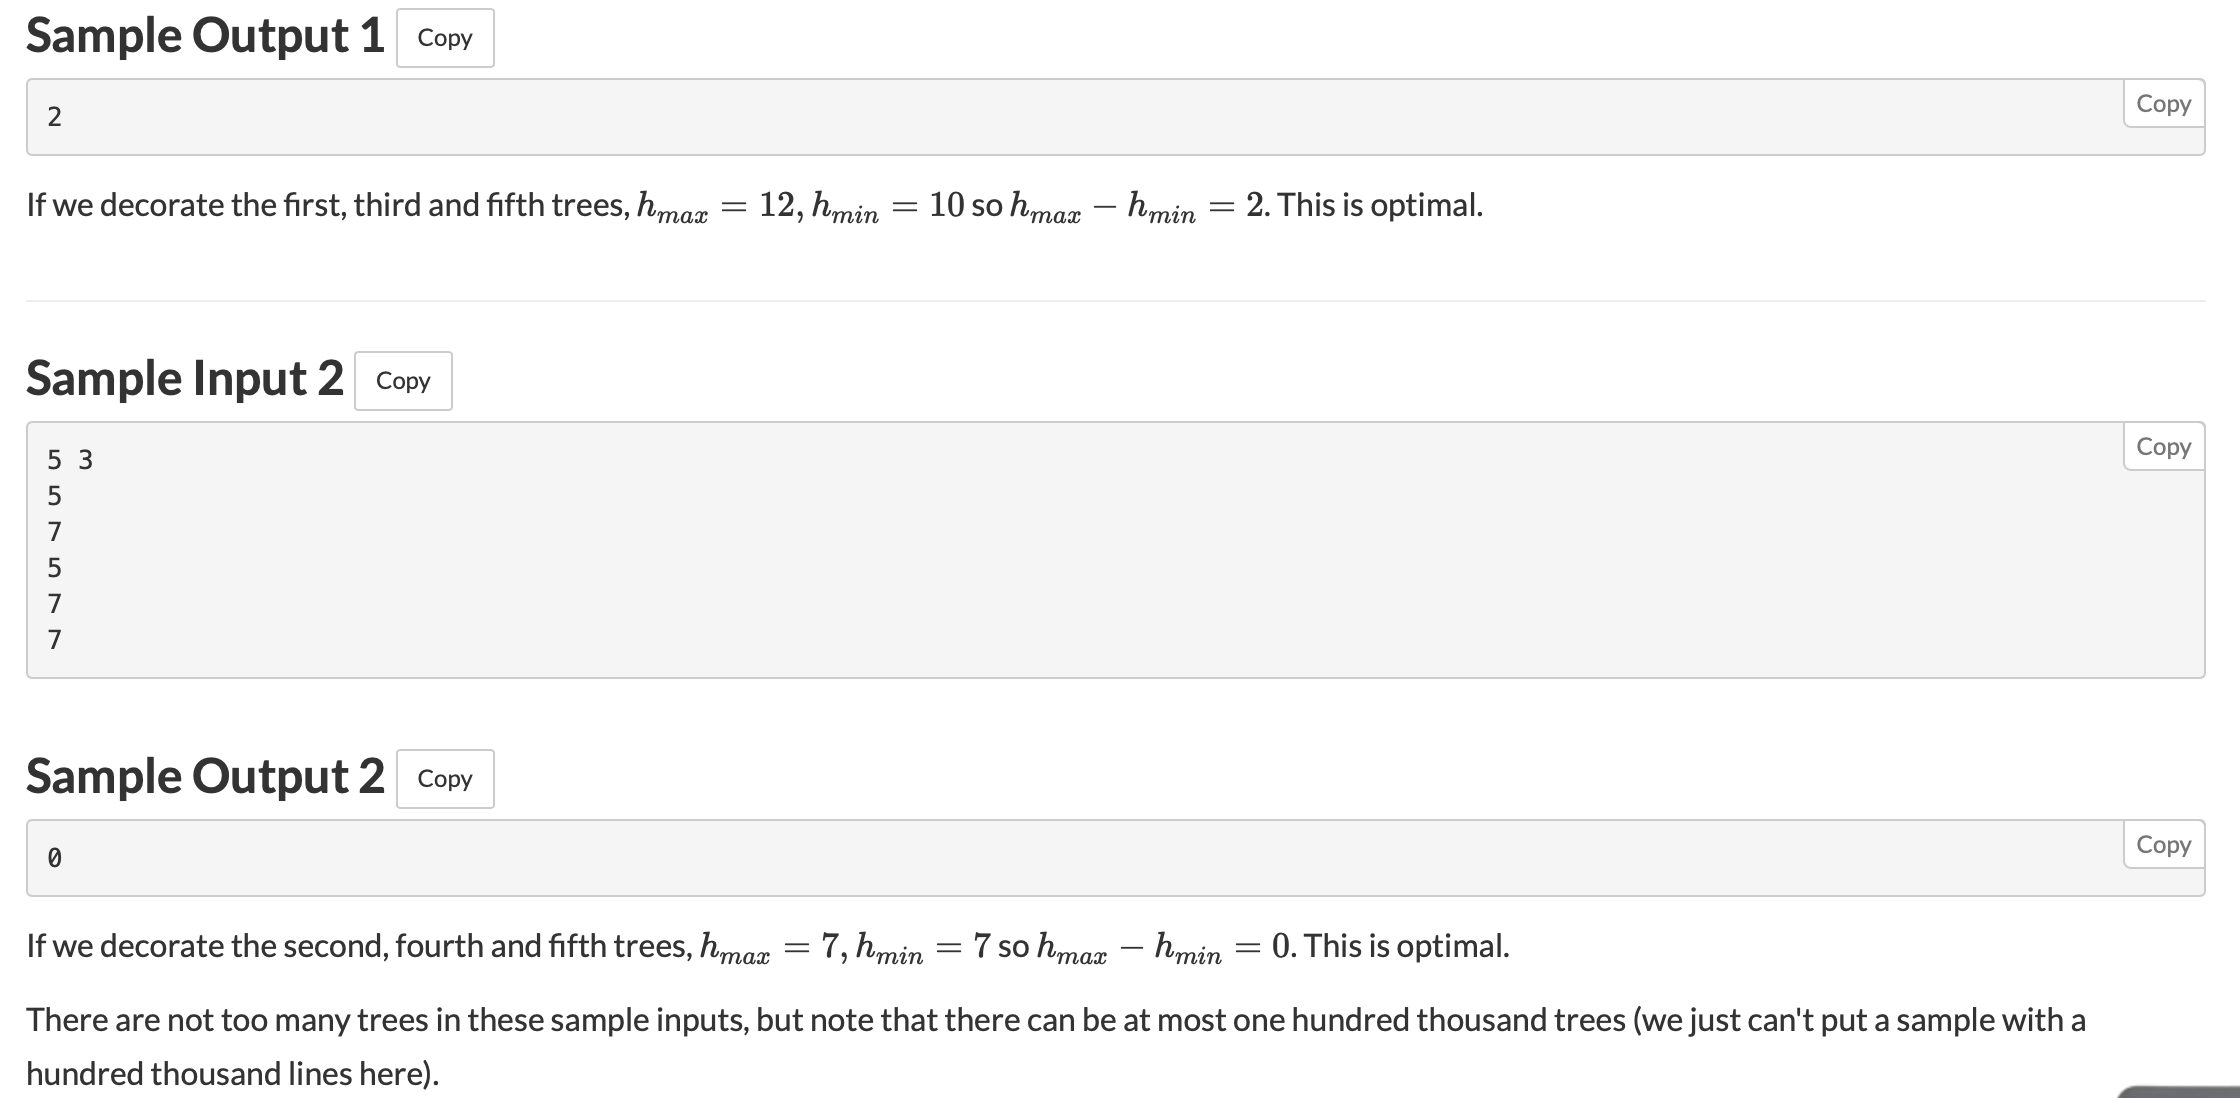 Sample Output 1 Copy
Copy
2
If we decorate the first, third and fifth trees, h_{max} = 12, h_{min} = 10 so h_{max} − h_{min} = 2. This is optimal.
Sample Input 2 Copy
Copy
5 3
5
7
5
7
7
Sample Output 2 Copy
Copy
0
If we decorate the second, fourth and fifth trees, h_{max} = 7, h_{min} = 7 so h_{max} − h_{min} = 0. This is optimal.
There are not too many trees in these sample inputs, but note that there can be at most one hundred thousand trees (we just can't put a sample with a
hundred thousand lines here).